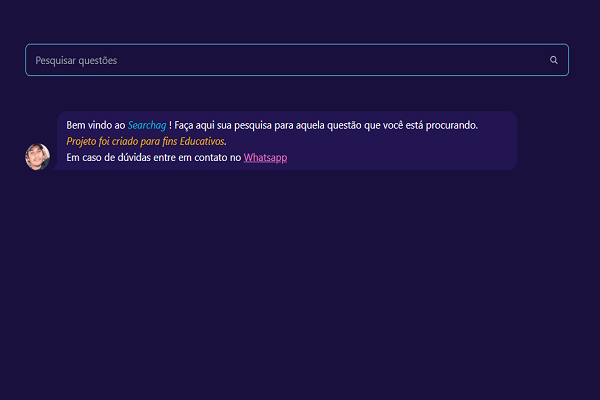 Pesquisar questões
Bem vindo ao Searchag ! Faça aqui sua pesquisa para aquela questão que você está procurando.
Projeto foi criado para fins Educativos.
Em caso de dúvidas entre em contato no Whatsapp